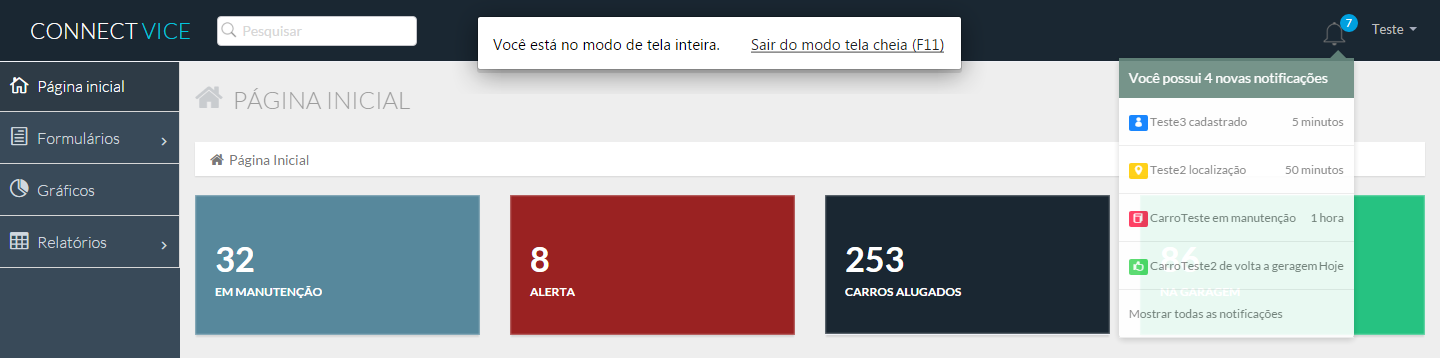 CONNECT VICE
Pesquisar
Você está no modo de tela inteira. Sair do modo tela cheia (F11)
7
Teste
Página inicial
Formulários
Gráficos
Relatórios
PÁGINA INICIAL
Página Inicial
32
EM MANUTENÇÃO
8
ALERTA
253
CARROS ALUGADOS
86
NA GARAGEM
Você possui 4 novas notificações
Teste3 cadastrado 5 minutos
Teste2 localização 50 minutos
CarroTeste em manutenção 1 hora
CarroTeste2 de volta a geragem Hoje
Mostrar todas as notificações